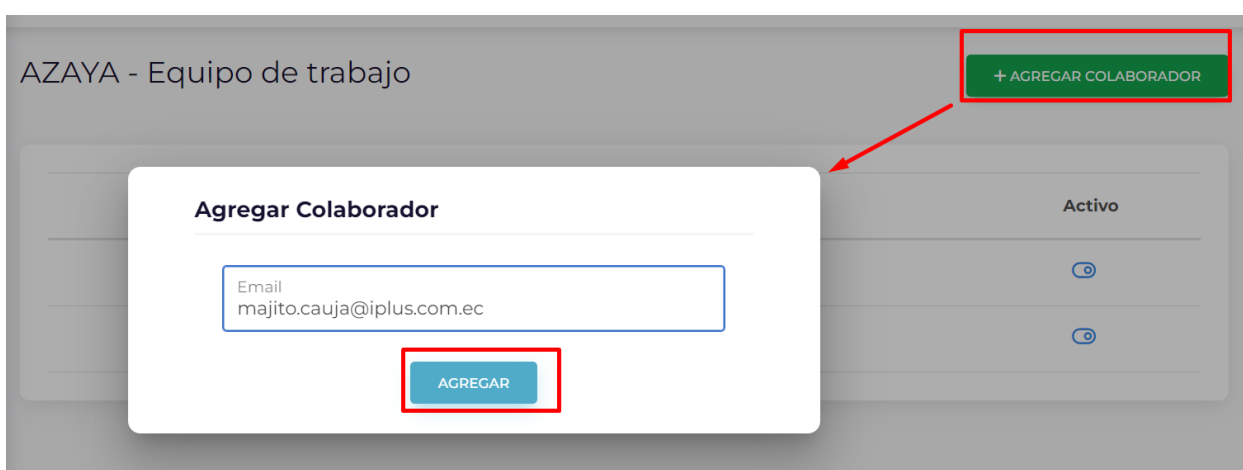 AZAYA - Equipo de trabajo
+ AGREGAR COLABORADOR
Agregar Colaborador
Activo
Email
majito.cauja@iplus.com.ec
AGREGAR